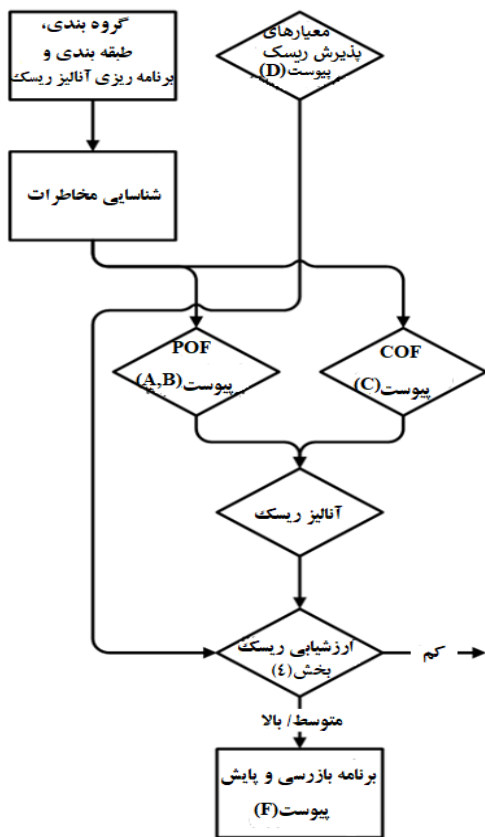 گروه بندی،
طبقه بندی و
برنامه ریزی آنالیز ریسک
معیارهای
پذیرش ریسک
پیوست(D)
شناسایی مخاطرات
POF
پیوست(A,B)
COF
پیوست(C)
آنالیز ریسک
ارزشیابی ریسک
بخش(٤)
کم
متوسط/ بالا
برنامه بازرسی و پایش
پیوست(F)